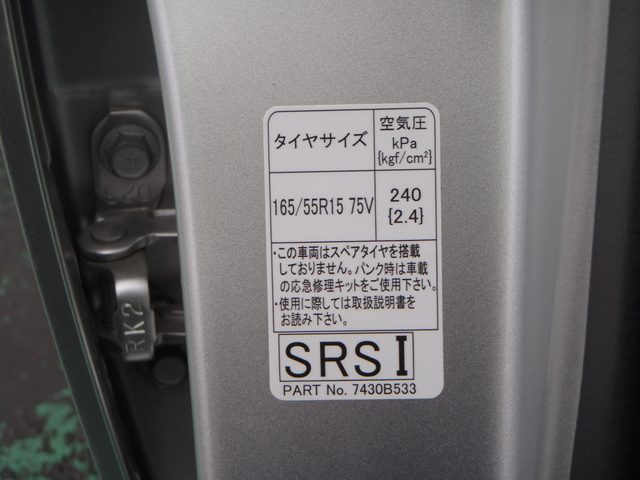 タイヤサイズ
空気圧
kPa
{kgf/cm²}
165/55R15 75V
240
{2.4}
・この車両はスペアタイヤを搭載
しておりません。パンク時は車載
の応急修理キットをご使用下さい。
・使用に際しては取扱説明書を
お読み下さい。
SRS I
PART No. 7430B533
620
RK2